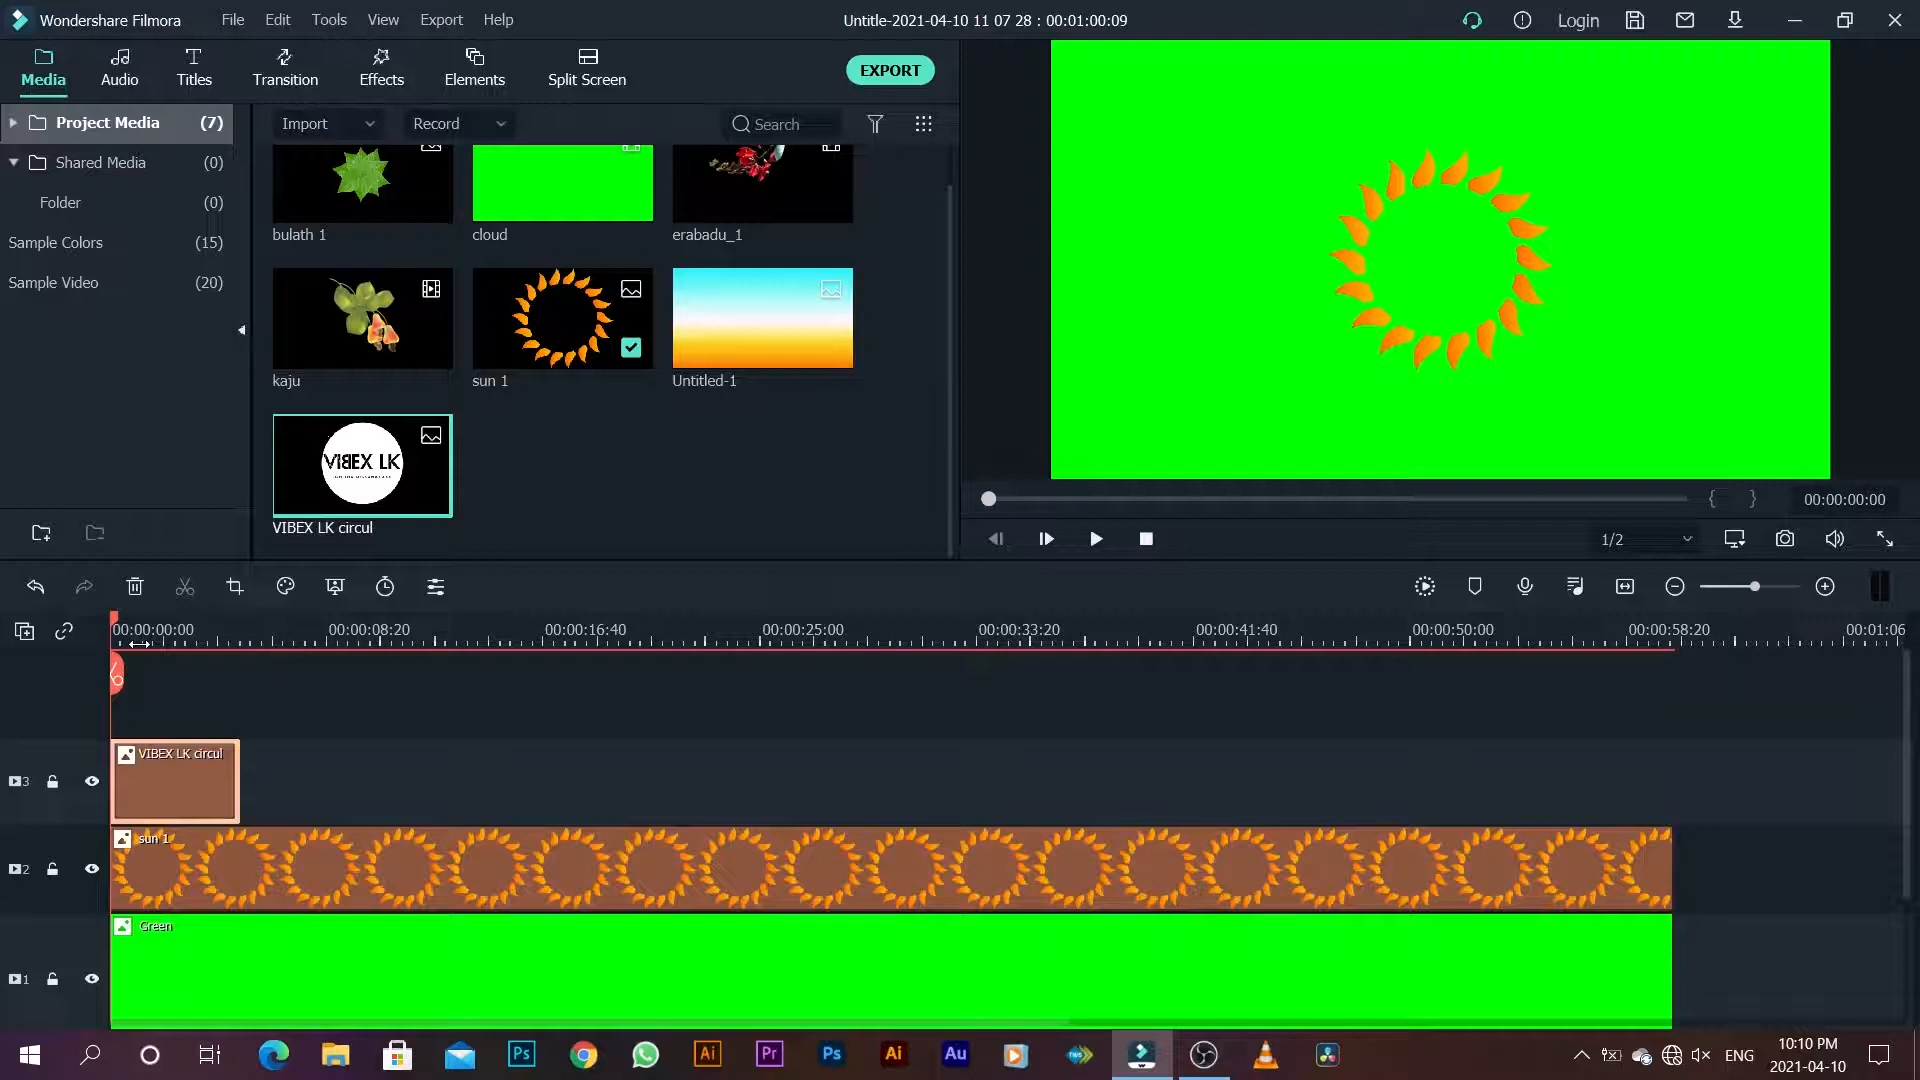 Wondershare Filmora
File Edit Tools View Export Help
Untitle-2021-04-10 11 07 28 : 00:01:00:09
Login
Media Audio Titles Transition Effects Elements Split Screen
EXPORT
Project Media (7)
Import Record Search
Shared Media (0)
Folder (0)
Sample Colors (15)
Sample Video (20)
bulath 1 cloud erabadu_1
kaju sun 1 Untitled-1
VIBEX LK
VIBEX LK circul
00:00:00:00
1/2
00:00:00:00 00:00:08:20 00:00:16:40 00:00:25:00 00:00:33:20 00:00:41:40 00:00:50:00 00:00:58:20 00:01:06
VIBEX LK circul
3
sun 1
2
Green
1
Ps Ai Pr Ps Ai Au
ENG
10:10 PM
2021-04-10